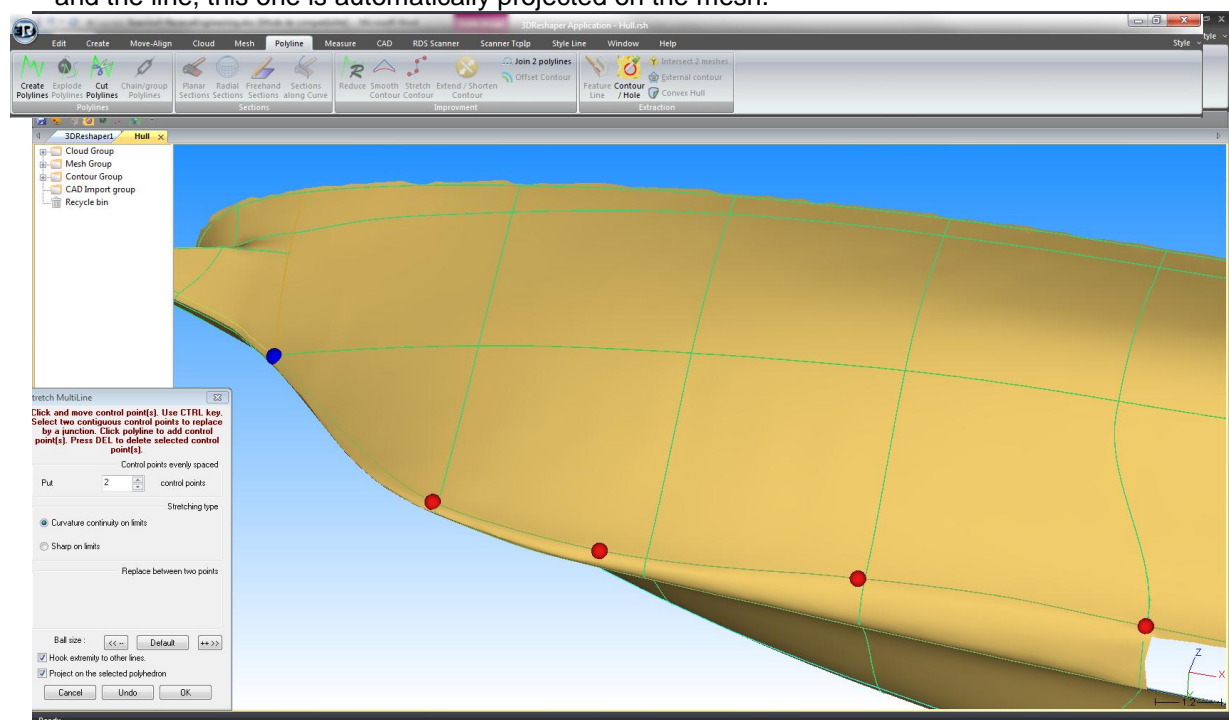 and the line, this one is automatically projected on the mesh.
3DReshaper Application - Hull.rsh
3R
Edit Create Move-Align Cloud Mesh Polyline Measure CAD RDS Scanner Scanner Tcplp Style Line Window Help Style
Create Polylines
Explode Polylines
Cut Polylines
Chain/group Polylines
Polylines
Planar Sections
Radial Sections
Freehand Sections
Sections along Curve
Sections
Reduce
Smooth Contour
Stretch Contour
Extend / Shorten Contour
Join 2 polylines
Offset Contour
Improvment
Feature Line
Contour / Hole
Intersect 2 meshes
External contour
Convex Hull
Extraction
3DReshaper1 Hull x
Cloud Group
Mesh Group
Contour Group
CAD Import group
Recycle bin
tretch MultiLine
Click and move control point(s). Use CTRL key.
Select two contiguous control points to replace
by a junction. Click polyline to add control
point(s). Press DEL to delete selected control
point(s).
Control points evenly spaced
Put 2 control points
Stretching type
Curvature continuity on limits
Sharp on limits
Replace between two points
Ball size : << -- Default ++ >>
Hook extremity to other lines.
Project on the selected polyhedron
Cancel Undo OK
Z
X
1.2